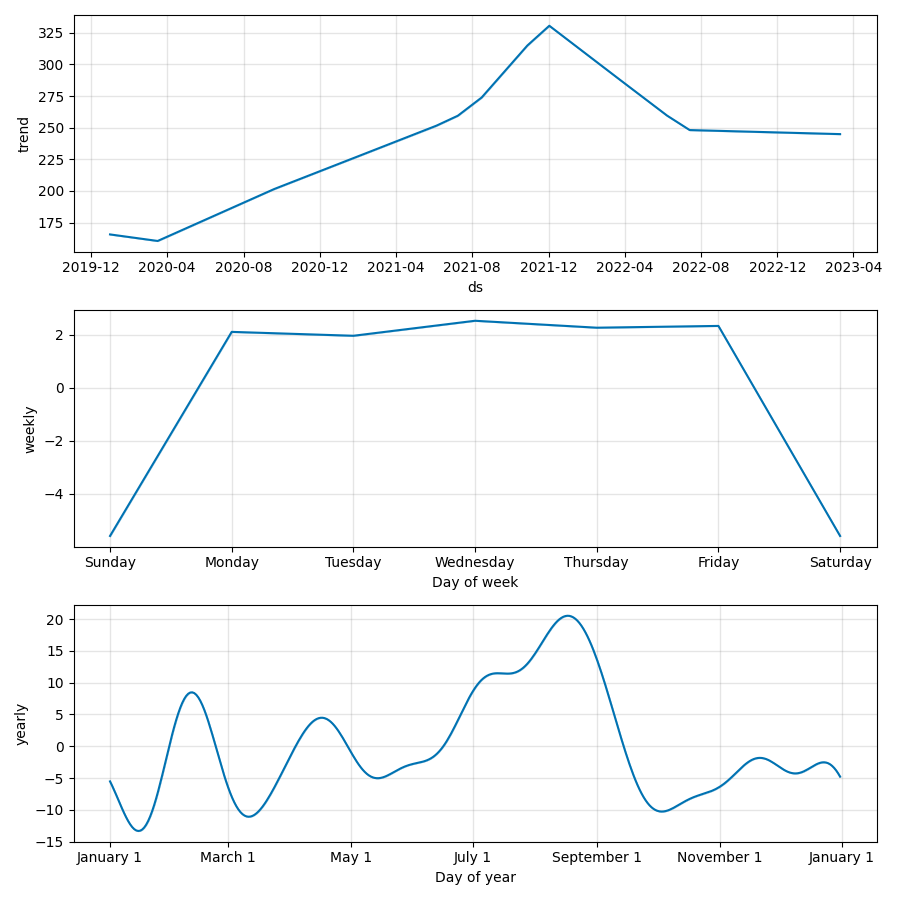 325
300
275
250
225
200
175
trend
2019-12 2020-04 2020-08 2020-12 2021-04 2021-08 2021-12 2022-04 2022-08 2022-12 2023-04
ds
2
0
−2
−4
weekly
Sunday Monday Tuesday Wednesday Thursday Friday Saturday
Day of week
20
15
10
5
0
−5
−10
−15
yearly
January 1 March 1 May 1 July 1 September 1 November 1 January 1
Day of year